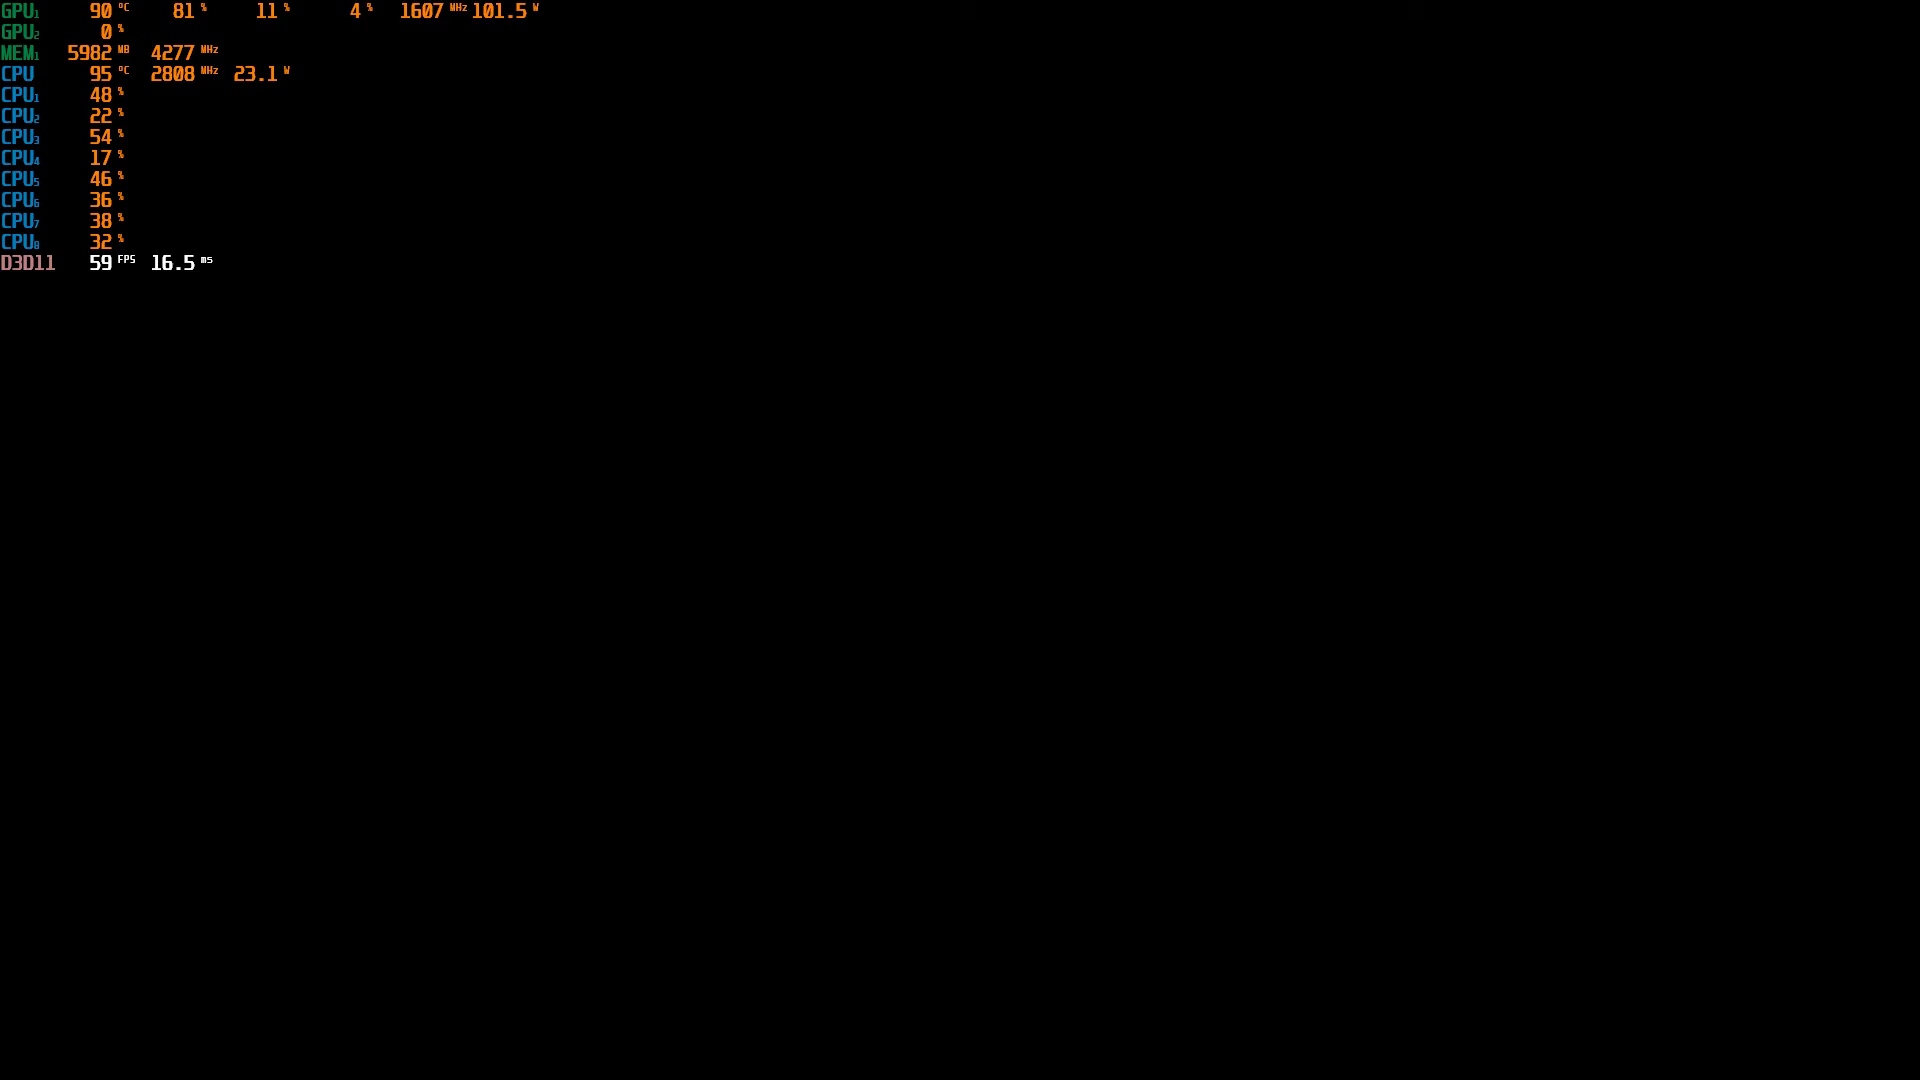 GPU1 90 °C 81 % 11 % 4 % 1607 MHz 101.5 W
GPU2 0 %
MEM1 5982 MB 4277 MHz
CPU 95 °C 2808 MHz 23.1 W
CPU1 48 %
CPU2 22 %
CPU3 54 %
CPU4 17 %
CPU5 46 %
CPU6 36 %
CPU7 38 %
CPU8 32 %
D3D11 59 FPS 16.5 ms